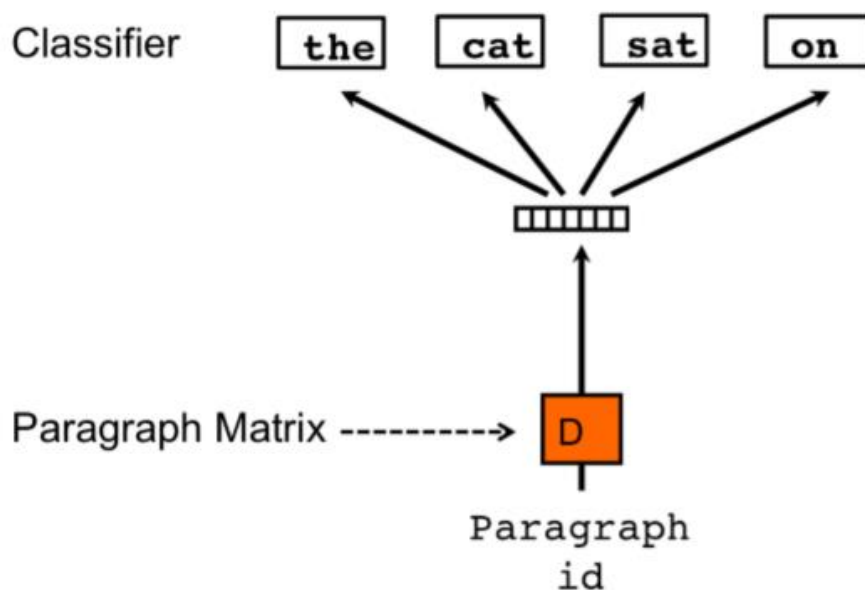 Classifier the cat sat on
Paragraph Matrix D
Paragraph
id